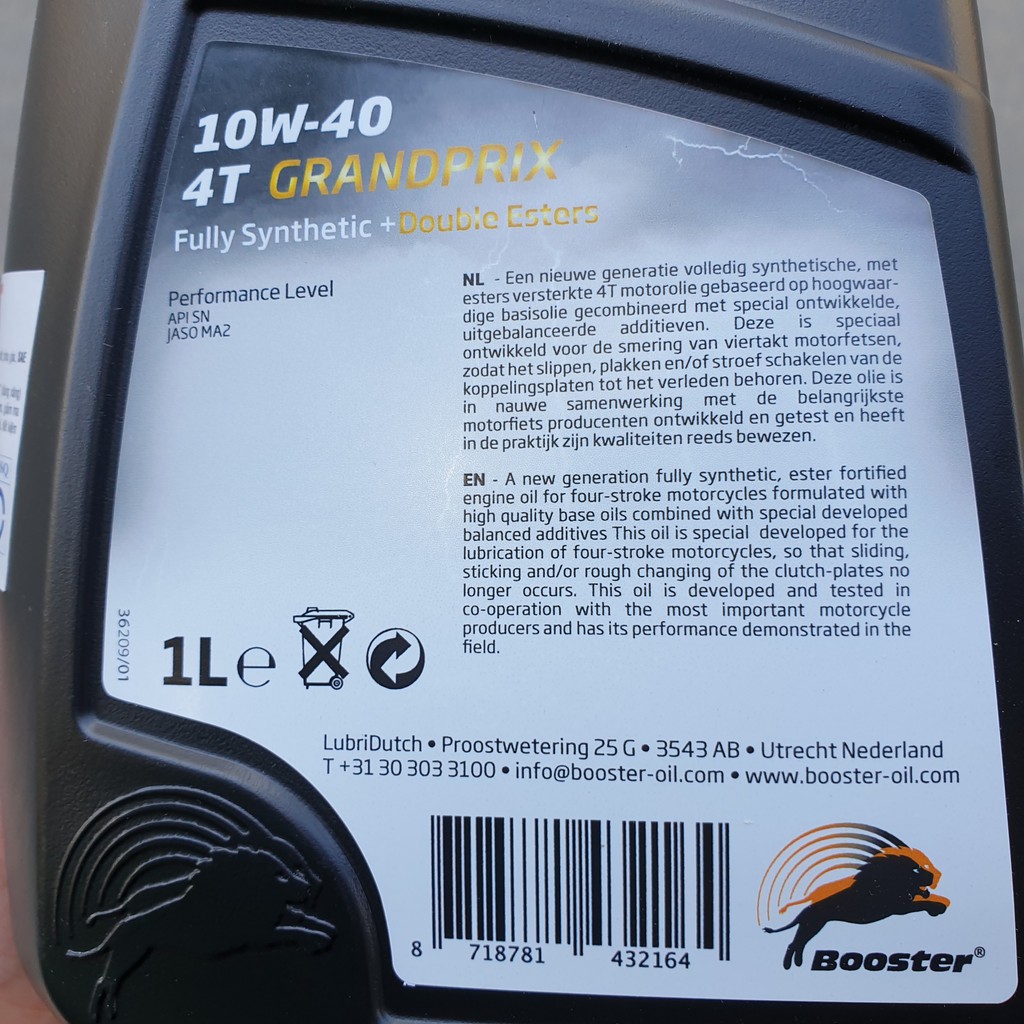 10W-40
4T GRANDPRIX
Fully Synthetic + Double Esters
Performance Level
API SN
JASO MA2
NL - Een nieuwe generatie volledig synthetische, met
esters versterkte 4T motorolie gebaseerd op hoogwaar-
dige basisolie gecombineerd met special ontwikkelde,
uitgebalanceerde additieven. Deze is speciaal
ontwikkeld voor de smering van viertakt motorfetsen,
zodat het slippen, plakken en/of stroef schakelen van de
koppelingsplaten tot het verleden behoren. Deze olie is
in nauwe samenwerking met de belangrijkste
motorfiets producenten ontwikkeld en getest en heeft
in de praktijk zijn kwaliteiten reeds bewezen.
EN - A new generation fully synthetic, ester fortified
engine oil for four-stroke motorcycles formulated with
high quality base oils combined with special developed
balanced additives This oil is special developed for the
lubrication of four-stroke motorcycles, so that sliding,
sticking and/or rough changing of the clutch-plates no
longer occurs. This oil is developed and tested in
co-operation with the most important motorcycle
producers and has its performance demonstrated in the
field.
36209/01
1L e
LubriDutch • Proostwetering 25 G • 3543 AB • Utrecht Nederland
T +31 30 303 3100 • info@booster-oil.com • www.booster-oil.com
8 718781 432164
Booster®
SAE